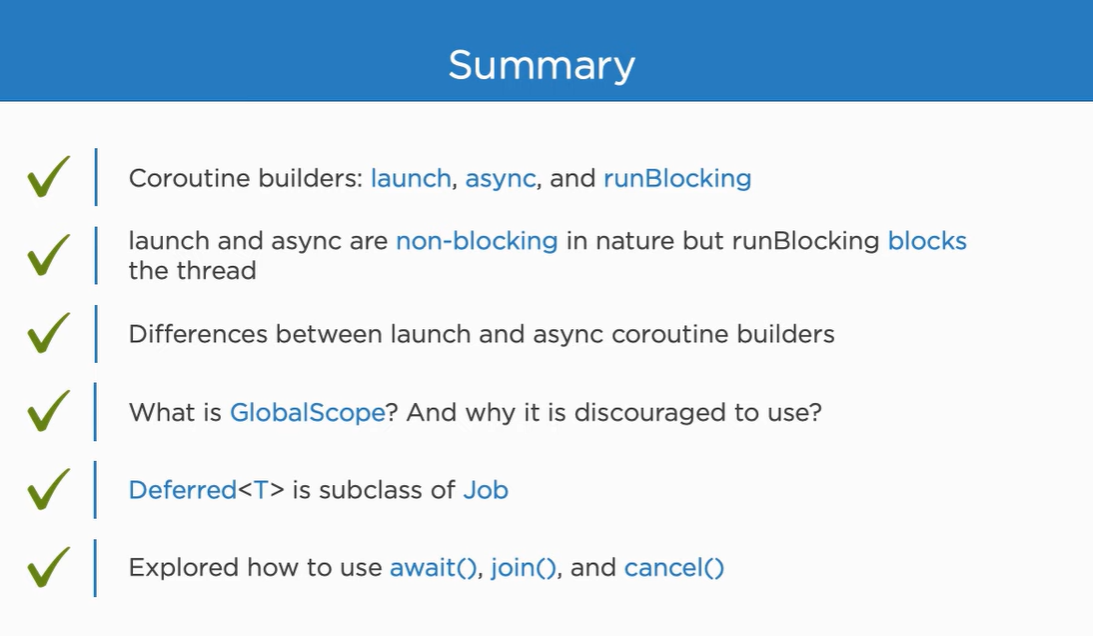 Summary
Coroutine builders: launch, async, and runBlocking
launch and async are non-blocking in nature but runBlocking blocks
the thread
Differences between launch and async coroutine builders
What is GlobalScope? And why it is discouraged to use?
Deferred<T> is subclass of Job
Explored how to use await(), join(), and cancel()